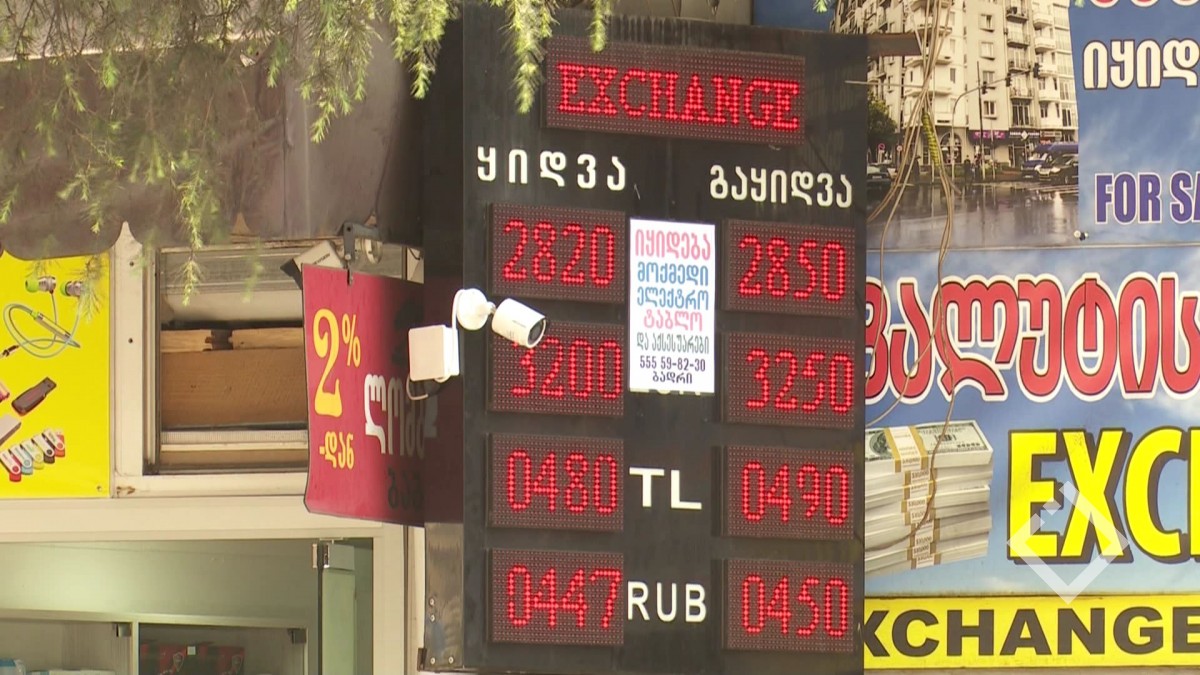 EXCHANGE
ყიდვა
გაყიდვა
2820
2850
იყიდება
მოქმედი
ელექტრო
ტაბლო
და აქსესუარები
555 59-82-30
ბადრი
3200
3250
0480
TL
0490
0447
RUB
0450
2%
-დან
იყიდ
FOR SA
ვალუტის
EXC
XCHANGE